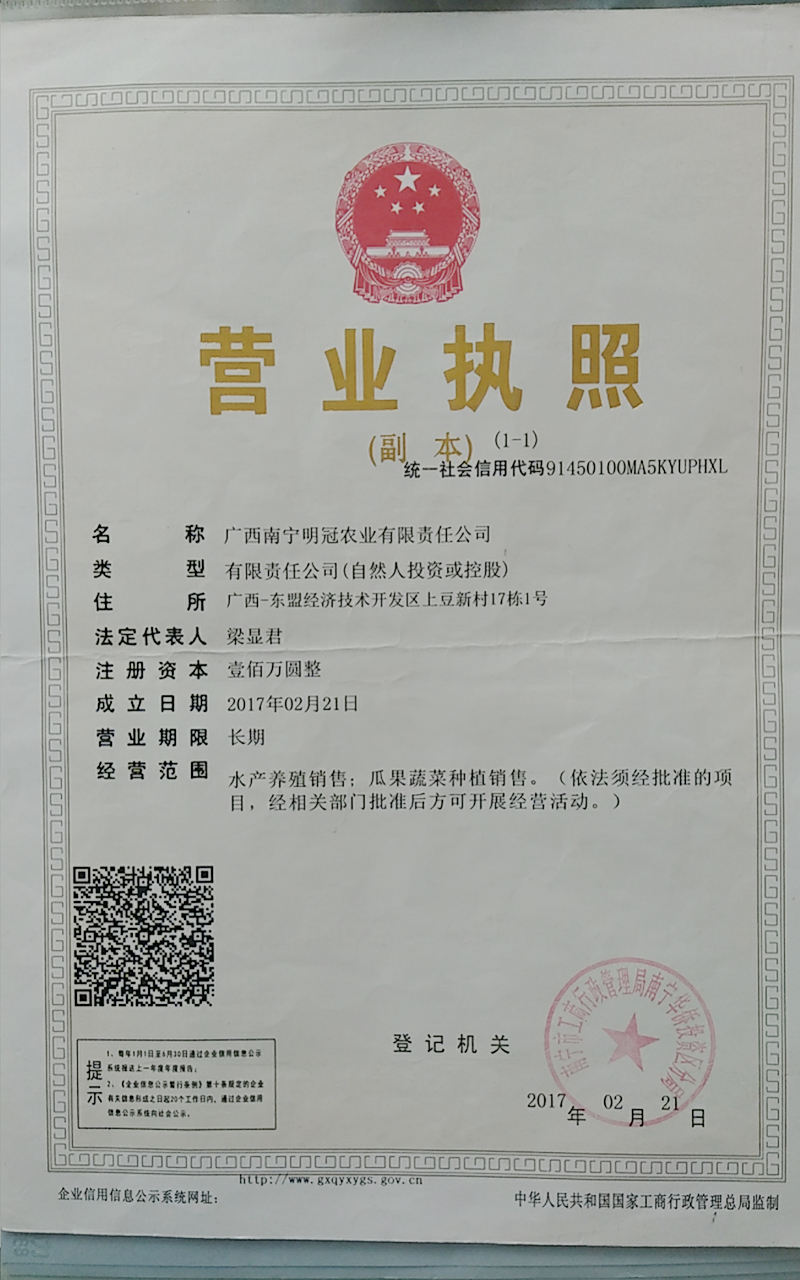 营业执照
(副 本) (1-1)
统一社会信用代码91450100MA5KYUPHXL
名 称 广西南宁明冠农业有限责任公司
类 型 有限责任公司(自然人投资或控股)
住 所 广西-东盟经济技术开发区上豆新村17栋1号
法定代表人 梁显君
注册资本 壹佰万圆整
成立日期 2017年02月21日
营业期限 长期
经营范围 水产养殖销售；瓜果蔬菜种植销售。（依法须经批准的项
目，经相关部门批准后方可开展经营活动。）
登记机关
南宁市工商行政管理局南宁华侨投资区分局
2017年 02月 21日
提示
1、每年1月1日至6月30日通过企业信用信息公示
系统报送上一年度年度报告；
2、《企业信息公示暂行条例》第十条规定的企业
有关信息形成之日起20个工作日内，通过企业信用
信息公示系统向社会公示。
企业信用信息公示系统网址：
http://www.gxqyxygs.gov.cn
中华人民共和国国家工商行政管理总局监制